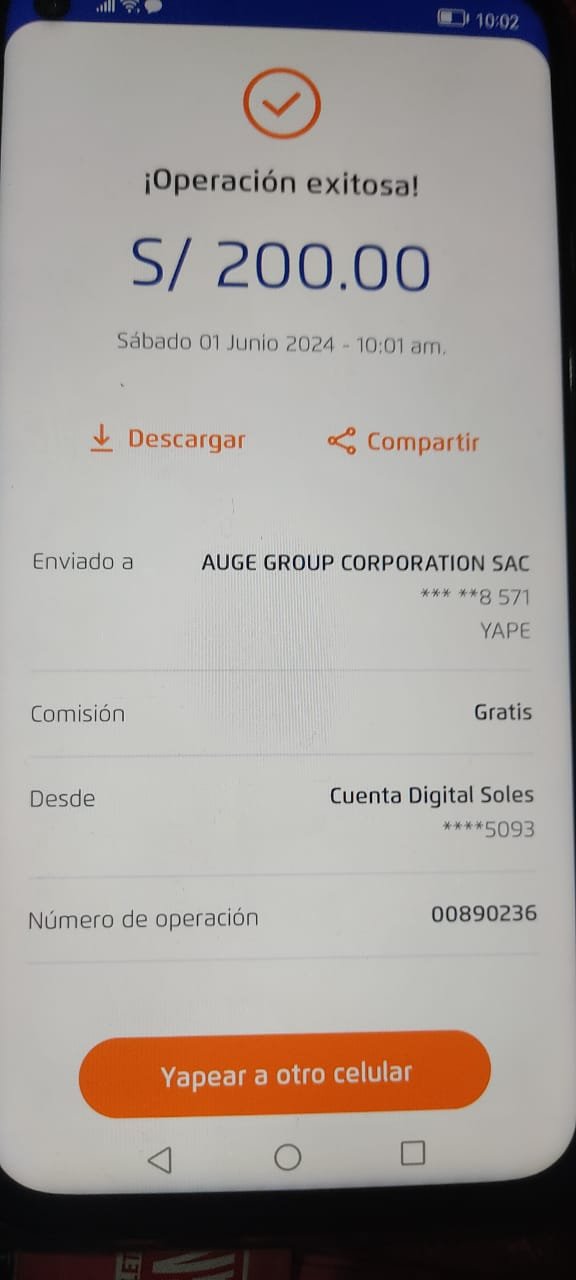 10:02
¡Operación exitosa!
S/ 200.00
Sábado 01 Junio 2024 - 10:01 am.
Descargar
Compartir
Enviado a
AUGE GROUP CORPORATION SAC
*** **8 571
YAPE
Comisión
Gratis
Desde
Cuenta Digital Soles
****5093
Número de operación
00890236
Yapear a otro celular